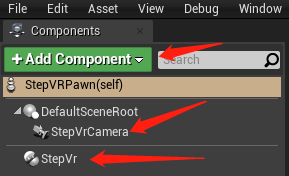 File Edit Asset View Debug Window
Components
+ Add Component Search
StepVRPawn(self)
DefaultSceneRoot
StepVrCamera
StepVr